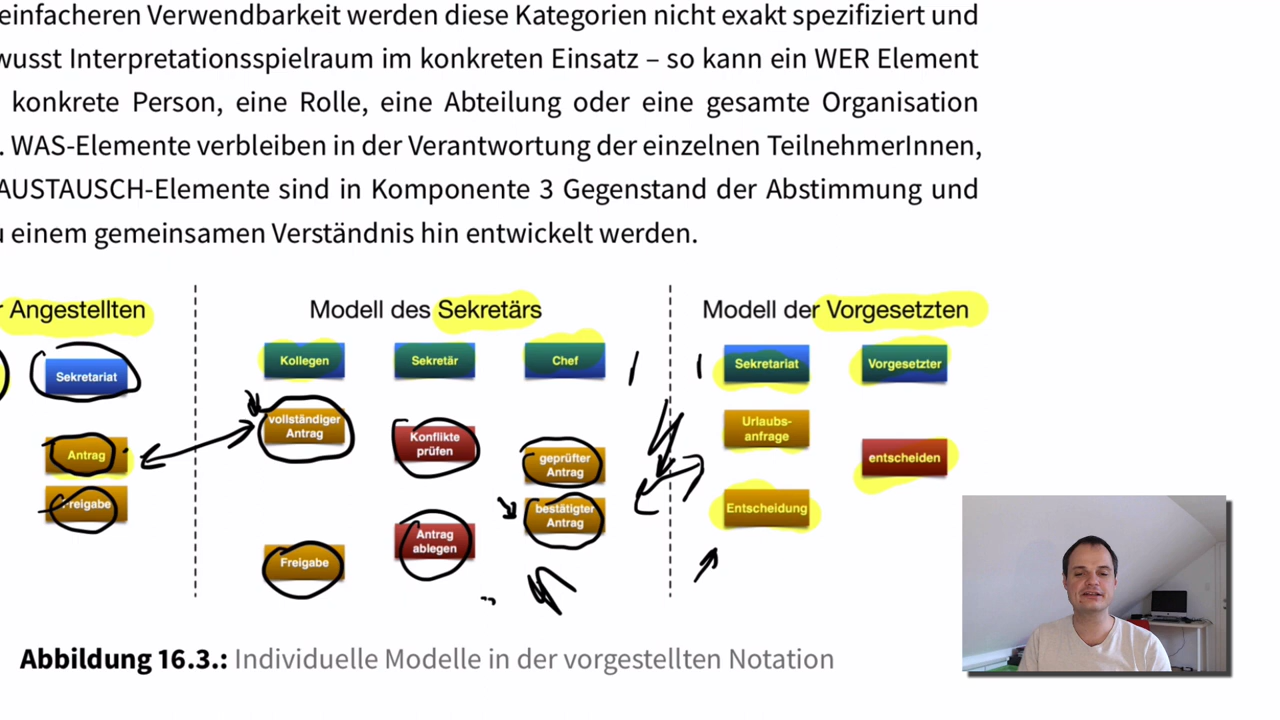 einfacheren Verwendbarkeit werden diese Kategorien nicht exakt spezifiziert und
wusst Interpretationsspielraum im konkreten Einsatz – so kann ein WER Element
konkrete Person, eine Rolle, eine Abteilung oder eine gesamte Organisation
. WAS-Elemente verbleiben in der Verantwortung der einzelnen TeilnehmerInnen,
AUSTAUSCH-Elemente sind in Komponente 3 Gegenstand der Abstimmung und
u einem gemeinsamen Verständnis hin entwickelt werden.
r Angestellten
Sekretariat
Antrag
Freigabe
Modell des Sekretärs
Kollegen
Sekretär
Chef
vollständiger
Antrag
Konflikte
prüfen
geprüfter
Antrag
bestätigter
Antrag
Antrag
ablegen
Freigabe
Modell der Vorgesetzten
Sekretariat
Vorgesetzter
Urlaubs-
anfrage
entscheiden
Entscheidung
Abbildung 16.3.: Individuelle Modelle in der vorgestellten Notation